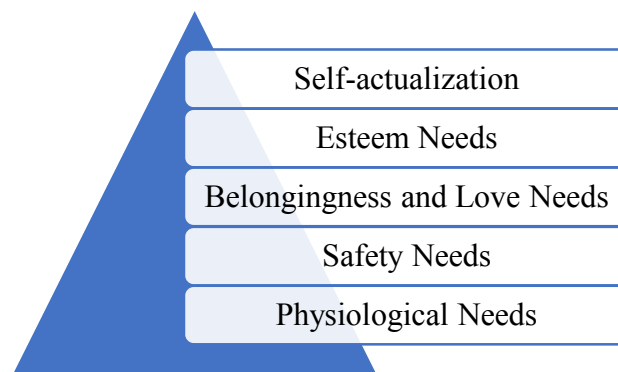 Self-actualization
Esteem Needs
Belongingness and Love Needs
Safety Needs
Physiological Needs